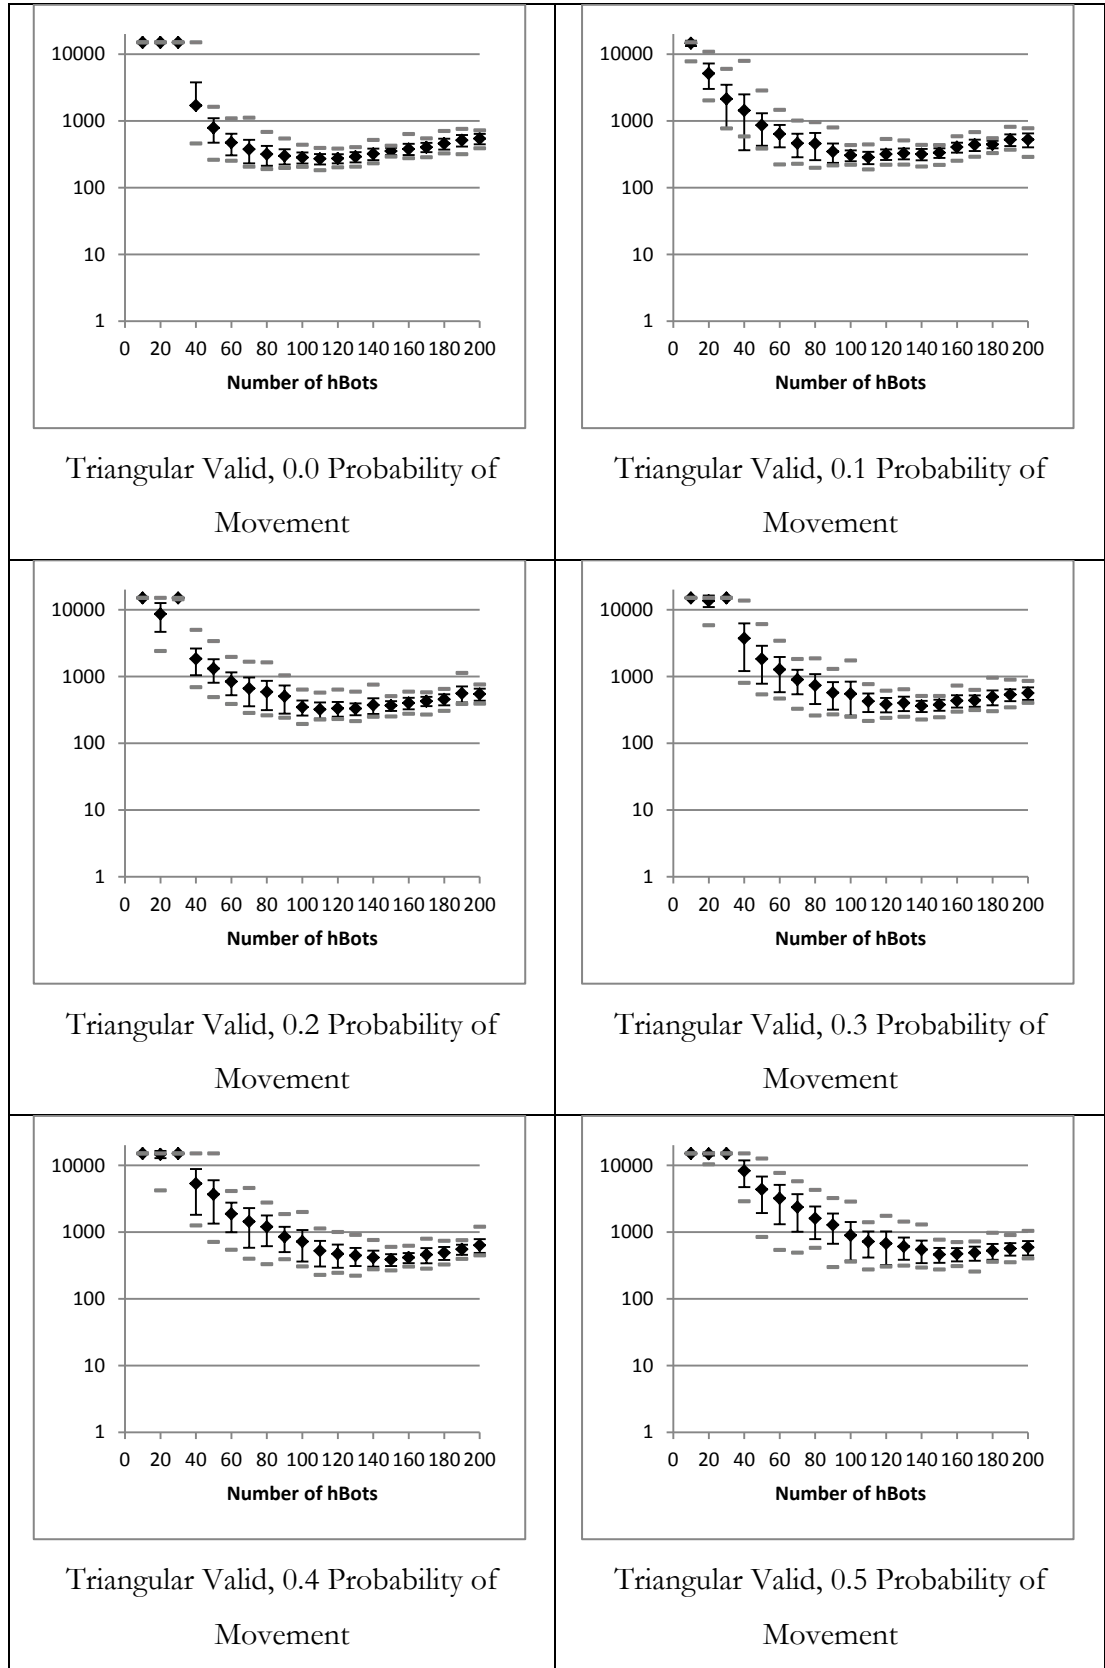 10000
1000
100
10
1
0 20 40 60 80 100 120 140 160 180 200
Number of hBots
Triangular Valid, 0.0 Probability of
Movement
10000
1000
100
10
1
0 20 40 60 80 100 120 140 160 180 200
Number of hBots
Triangular Valid, 0.1 Probability of
Movement
10000
1000
100
10
1
0 20 40 60 80 100 120 140 160 180 200
Number of hBots
Triangular Valid, 0.2 Probability of
Movement
10000
1000
100
10
1
0 20 40 60 80 100 120 140 160 180 200
Number of hBots
Triangular Valid, 0.3 Probability of
Movement
10000
1000
100
10
1
0 20 40 60 80 100 120 140 160 180 200
Number of hBots
Triangular Valid, 0.4 Probability of
Movement
10000
1000
100
10
1
0 20 40 60 80 100 120 140 160 180 200
Number of hBots
Triangular Valid, 0.5 Probability of
Movement